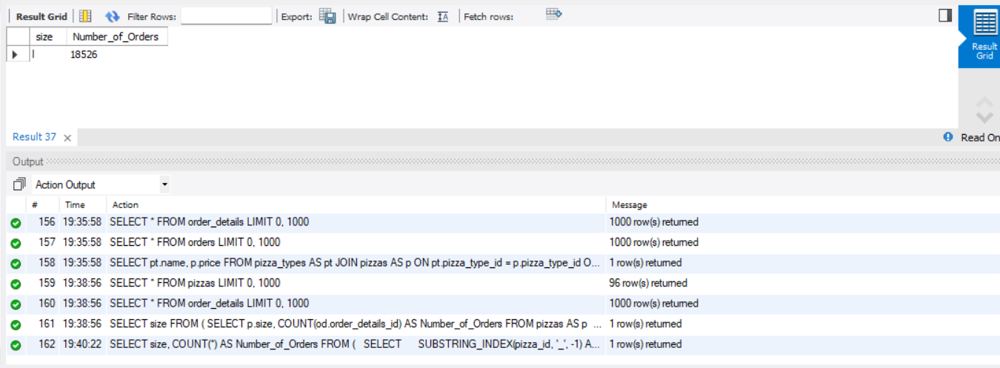 Result Grid Filter Rows: Export: Wrap Cell Content: IA Fetch rows:
size Number_of_Orders
l 18526
Result
Grid
Result 37 × Read On
Output
Action Output
# Time Action Message
156 19:35:58 SELECT * FROM order_details LIMIT 0, 1000 1000 row(s) returned
157 19:35:58 SELECT * FROM orders LIMIT 0, 1000 1000 row(s) returned
158 19:35:58 SELECT pt.name, p.price FROM pizza_types AS pt JOIN pizzas AS p ON pt.pizza_type_id = p.pizza_type_id O... 1 row(s) returned
159 19:38:56 SELECT * FROM pizzas LIMIT 0, 1000 96 row(s) returned
160 19:38:56 SELECT * FROM order_details LIMIT 0, 1000 1000 row(s) returned
161 19:38:56 SELECT size FROM ( SELECT p.size, COUNT(od.order_details_id) AS Number_of_Orders FROM pizzas AS p ... 1 row(s) returned
162 19:40:22 SELECT size, COUNT(*) AS Number_of_Orders FROM ( SELECT SUBSTRING_INDEX(pizza_id, '_', -1) A... 1 row(s) returned